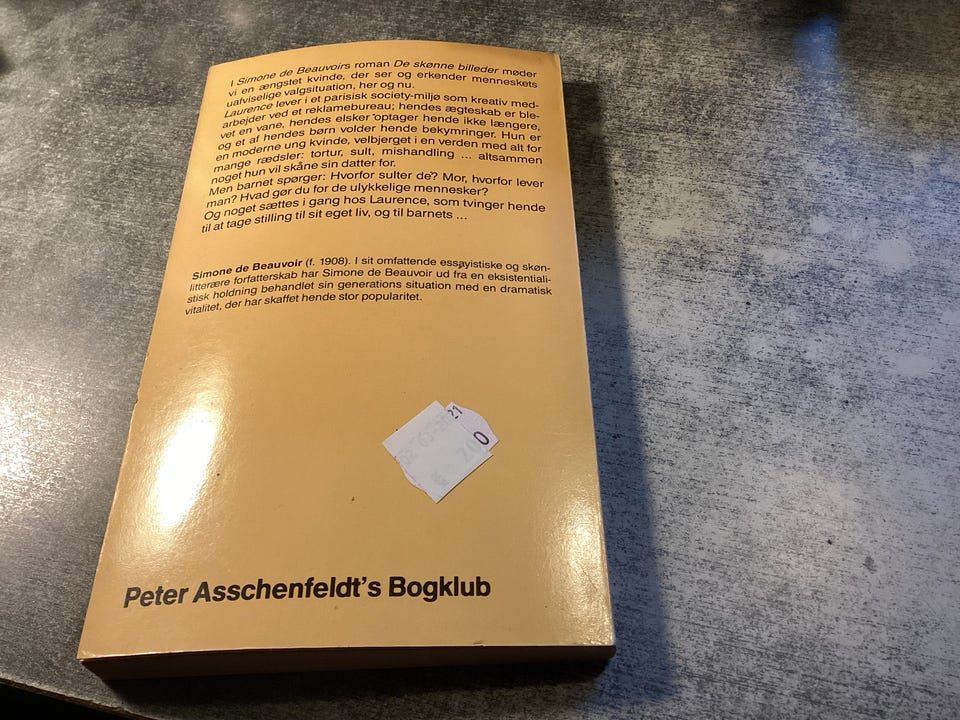 I Simone de Beauvoirs roman De skønne billeder møder
vi en ængstet kvinde, der ser og erkender menneskets
uafviselige valgsituation, her og nu.
Laurence lever i et parisisk society-miljø som kreativ med-
arbejder ved et reklamebureau; hendes ægteskab er ble-
vet en vane, hendes elsker optager hende ikke længere,
og et af hendes børn volder hende bekymringer. Hun er
en moderne ung kvinde, velbjerget i en verden med alt for
mange rædsler: tortur, sult, mishandling ... altsammen
noget hun vil skåne sin datter for.
Men barnet spørger: Hvorfor sulter de? Mor, hvorfor lever
man? Hvad gør du for de ulykkelige mennesker?
Og noget sættes i gang hos Laurence, som tvinger hende
til at tage stilling til sit eget liv, og til barnets ...
Simone de Beauvoir (f. 1908). I sit omfattende essayistiske og skøn-
litterære forfatterskab har Simone de Beauvoir ud fra en eksistentiali-
stisk holdning behandlet sin generations situation med en dramatisk
vitalitet, der har skaffet hende stor popularitet.
21
0
Peter Asschenfeldt's Bogklub